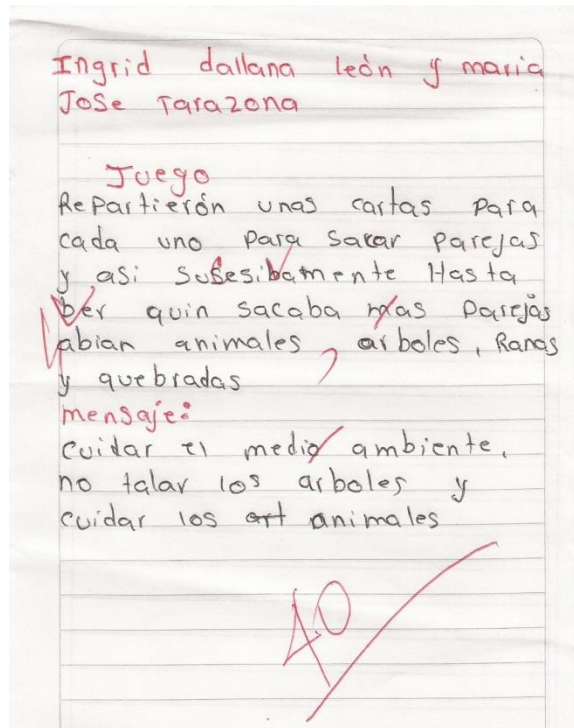 Ingrid dallana león y maria
Jose Tarazona
Juego
Repartierón unas cartas para
cada uno para sacar parejas
y asi susesibamente Hasta
ber quin sacaba mas parejas
abian animales, arboles, Ranas
y quebradas
mensaje:
cuidar el medio ambiente,
no talar los arboles y
cuidar los art animales
40